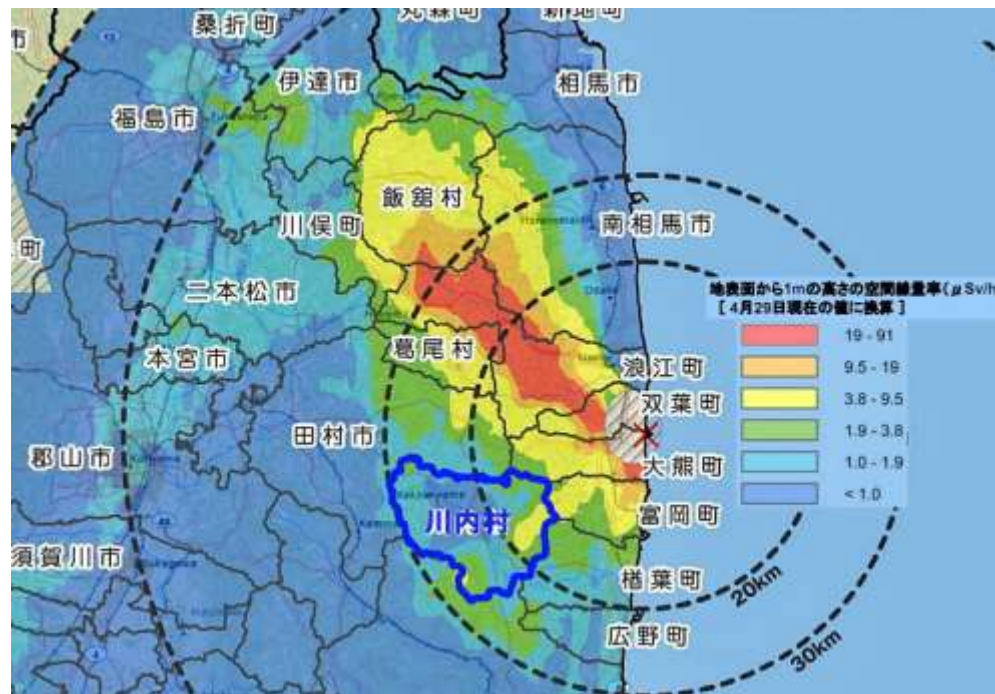 桑折町
丸森町
新地町
伊達市
相馬市
福島市
飯舘村
川俣町
南相馬市
二本松市
地表面から1mの高さの空間線量率(μSv/h
[ 4月29日現在の値に換算 ]
19 - 91
9.5 - 19
3.8 - 9.5
1.9 - 3.8
1.0 - 1.9
< 1.0
本宮市
葛尾村
浪江町
双葉町
田村市
郡山市
大熊町
川内村
富岡町
須賀川市
楢葉町
20km
広野町
30km